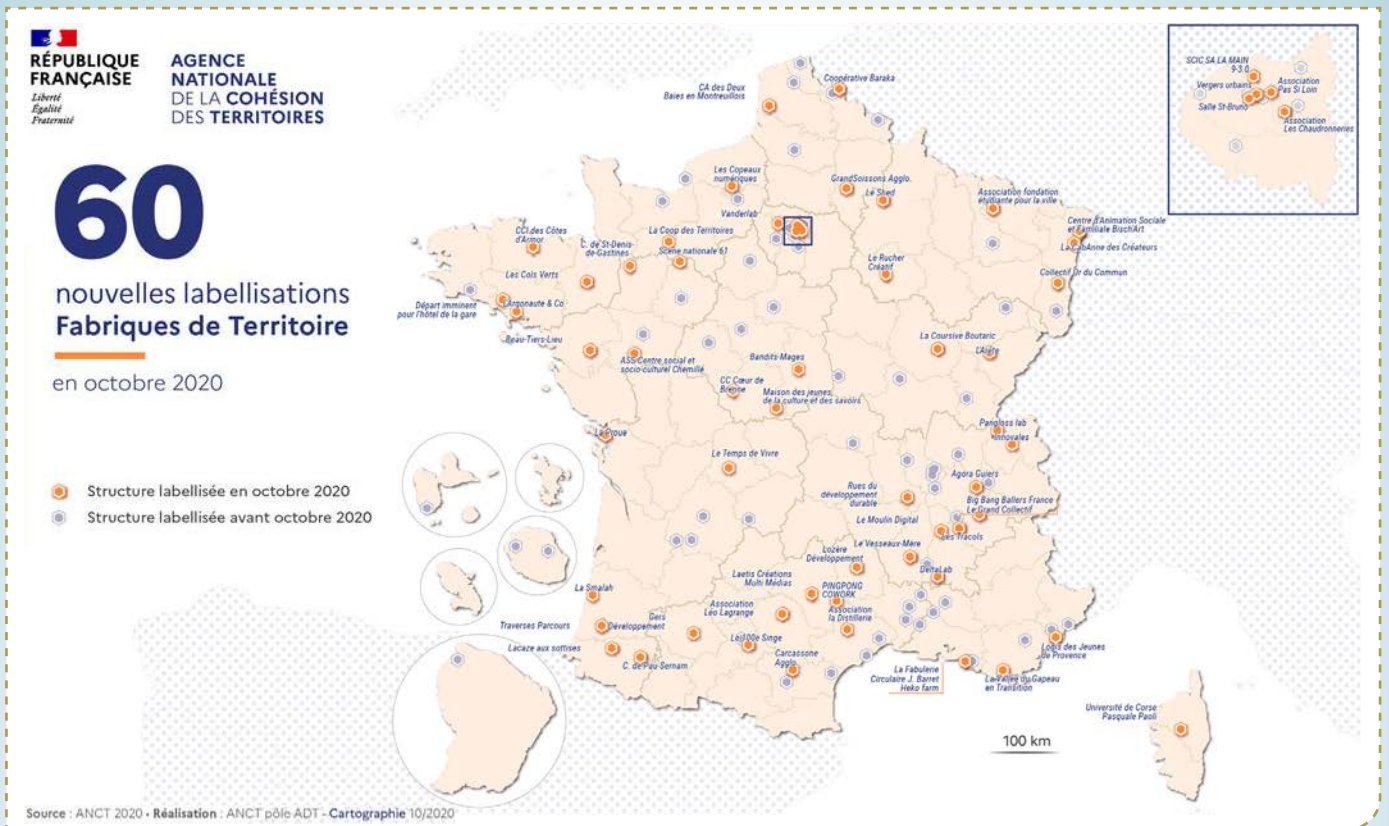 RÉPUBLIQUE
FRANÇAISE
Liberté
Égalité
Fraternité
AGENCE
NATIONALE
DE LA COHÉSION
DES TERRITOIRES
60
nouvelles labellisations
Fabriques de Territoire
en octobre 2020
Structure labellisée en octobre 2020
Structure labellisée avant octobre 2020
CA des Deux
Baies en Montreuillois
Coopérative Baraka
SCIC SA LA MAIN
9-3.0
Vergers urbains
Salle St-Bruno
Association
Pas Si Loin
Association
Les Chaudronneries
Les Copeaux
numériques
GrandSoissons Agglo.
Le Shed
Vanderlab
Association fondation
étudiante pour la ville
Centre d'Animation Sociale
et Familiale Bisch'Art
La CabAnne des Créateurs
Collectif Or du Commun
CCI des Côtes
d'Armor
C. de St-Denis-
de-Gastines
La Coop des Territoires
Scène nationale 61
Le Rucher
Créatif
Les Cols Verts
Départ imminent
pour l'hôtel de la gare
Argonaute & Co
Beau-Tiers-Lieu
ASS Centre social et
socio-culturel Chemillé
Bandits-Mages
CC Cœur de
Brenne
Maison des jeunes,
de la culture et des savoirs
La Coursive Boutaric
L'Aiète
La Proue
Le Temps de Vivre
Pangloss lab
Innovales
Agora Guiers
Rues du
développement
durable
Big Bang Ballers France
Le Grand Collectif
Le Moulin Digital
Les Tracols
Le Vesseaux-Mère
Lozère
Développement
DeltaLab
Laetis Créations
Multi Médias
PINGPONG
COWORK
La Smalah
Association
Léo Lagrange
Association
la Distillerie
Traverses Parcours
Gers
Développement
Lacaze aux sottises
C. de Pau-Sernam
Le 100e Singe
Carcassone
Agglo
La Fabulerie
Circulaire J. Barret
Heko farm
La Vallée du Gapeau
en Transition
Logis des Jeunes
de Provence
Université de Corse
Pasquale Paoli
100 km
Source : ANCT 2020 • Réalisation : ANCT pôle ADT - Cartographie 10/2020